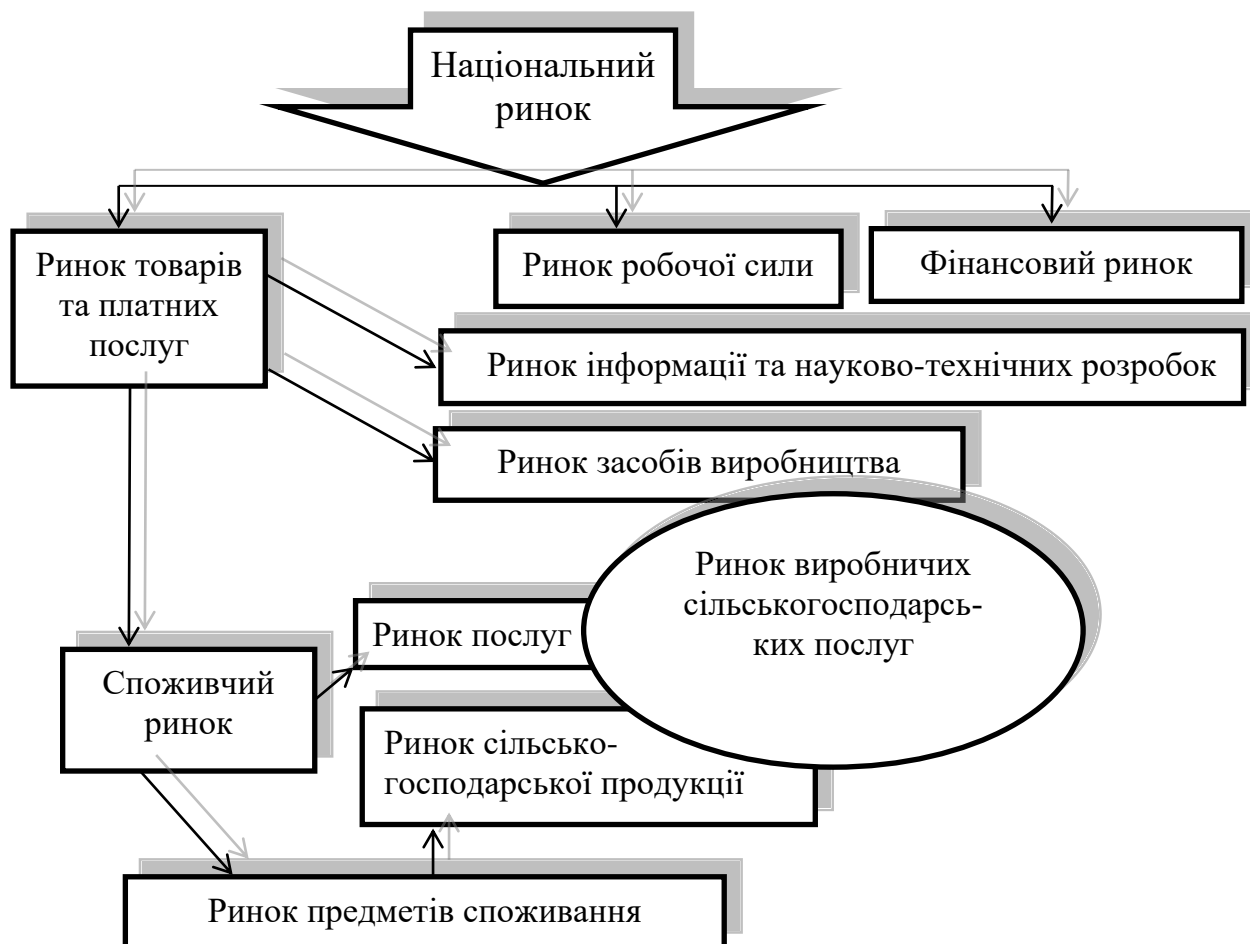 Національний
ринок
Ринок товарів
та платних
послуг
Ринок робочої сили
Фінансовий ринок
Ринок інформації та науково-технічних розробок
Ринок засобів виробництва
Ринок виробничих
сільськогосподарсь-
ких послуг
Ринок послуг
Споживчий
ринок
Ринок сільсько-
господарської продукції
Ринок предметів споживання